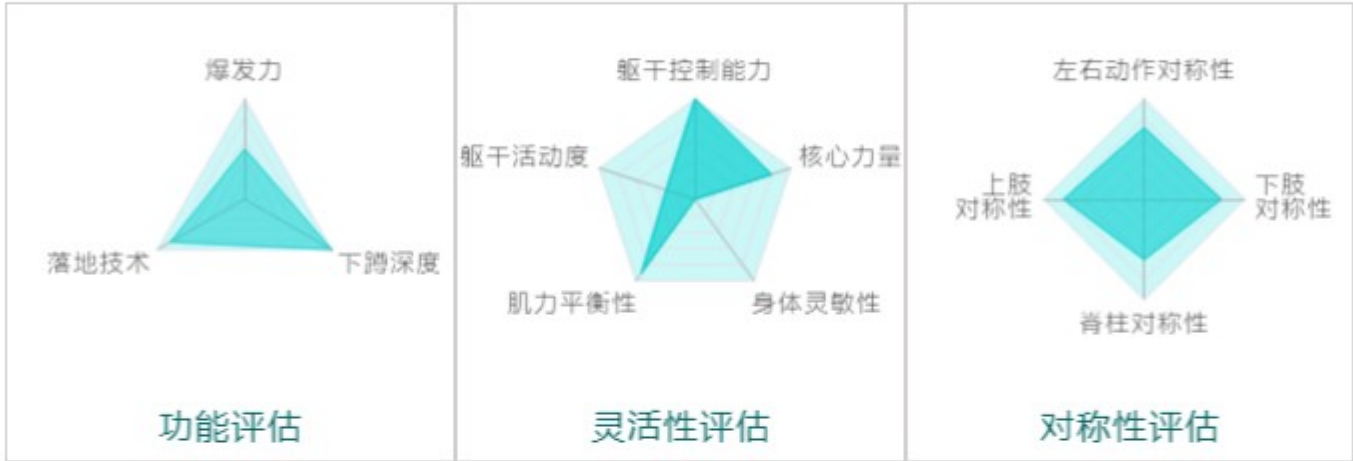 爆发力
落地技术
下蹲深度
功能评估
躯干控制能力
躯干活动度
核心力量
肌力平衡性
身体灵敏性
灵活性评估
左右动作对称性
上肢
对称性
下肢
对称性
脊柱对称性
对称性评估